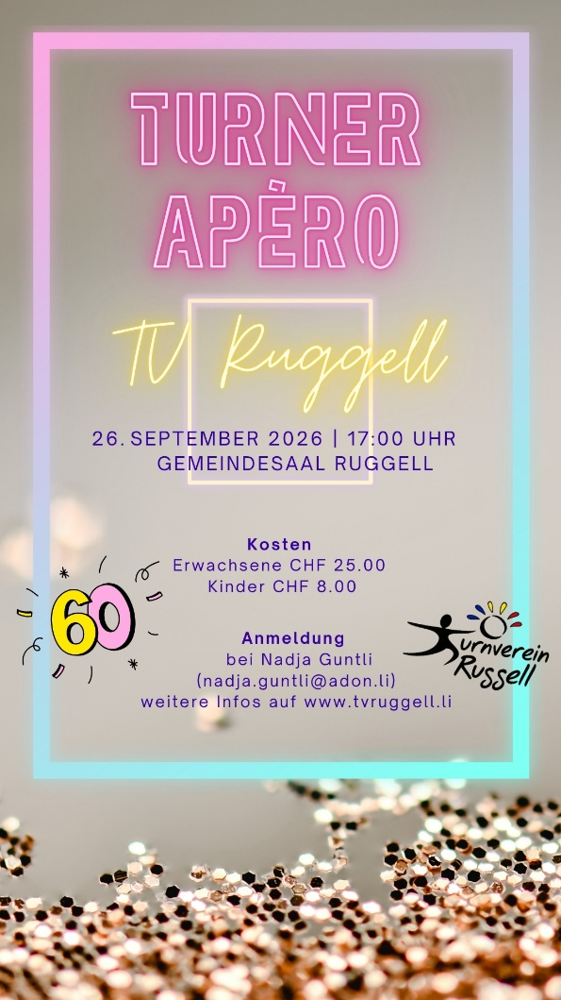 TURNER
APÈRO
TV Ruggell
26. SEPTEMBER 2026 | 17:00 UHR
GEMEINDESAAL RUGGELL
Kosten
Erwachsene CHF 25.00
Kinder CHF 8.00
60
Anmeldung
bei Nadja Guntli
(nadja.guntli@adon.li)
weitere Infos auf www.tvruggell.li
Turnverein
Ruggell